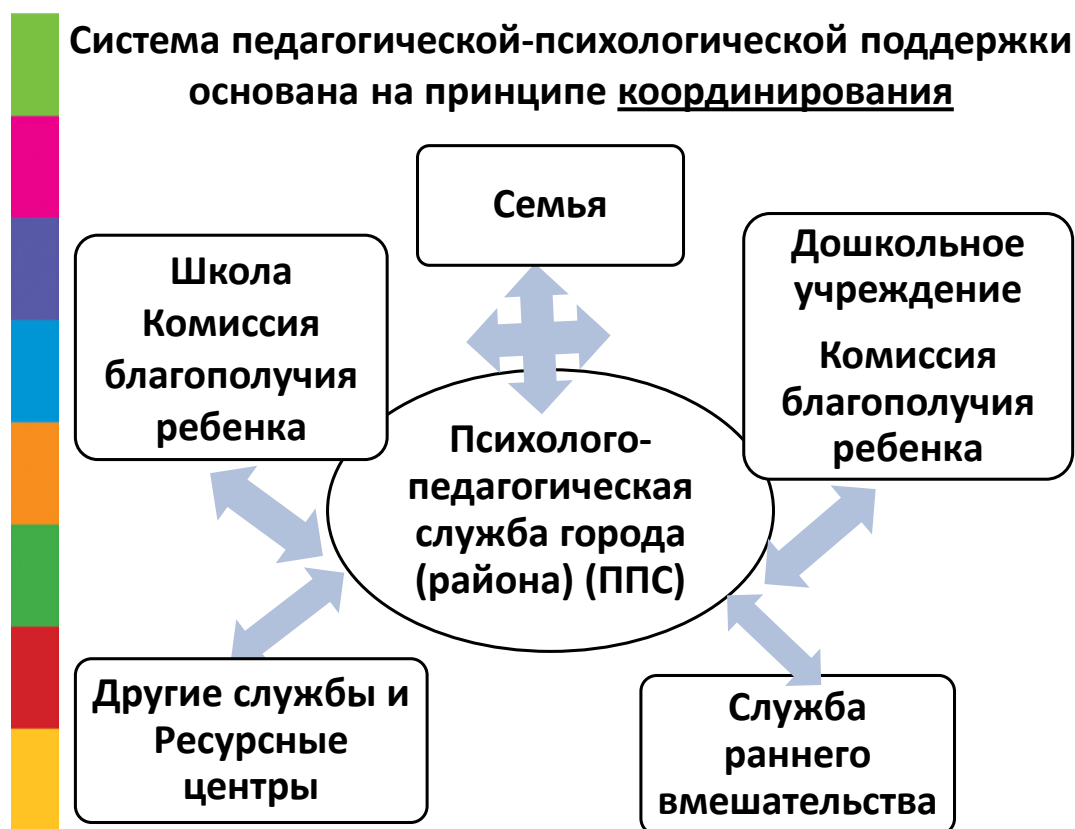 Система педагогической-психологической поддержки
основана на принципе координирования
Семья
Школа
Комиссия
благополучия
ребенка
Дошкольное
учреждение
Комиссия
благополучия
ребенка
Психолого-
педагогическая
служба города
(района) (ППС)
Другие службы и
Ресурсные
центры
Служба
раннего
вмешательства